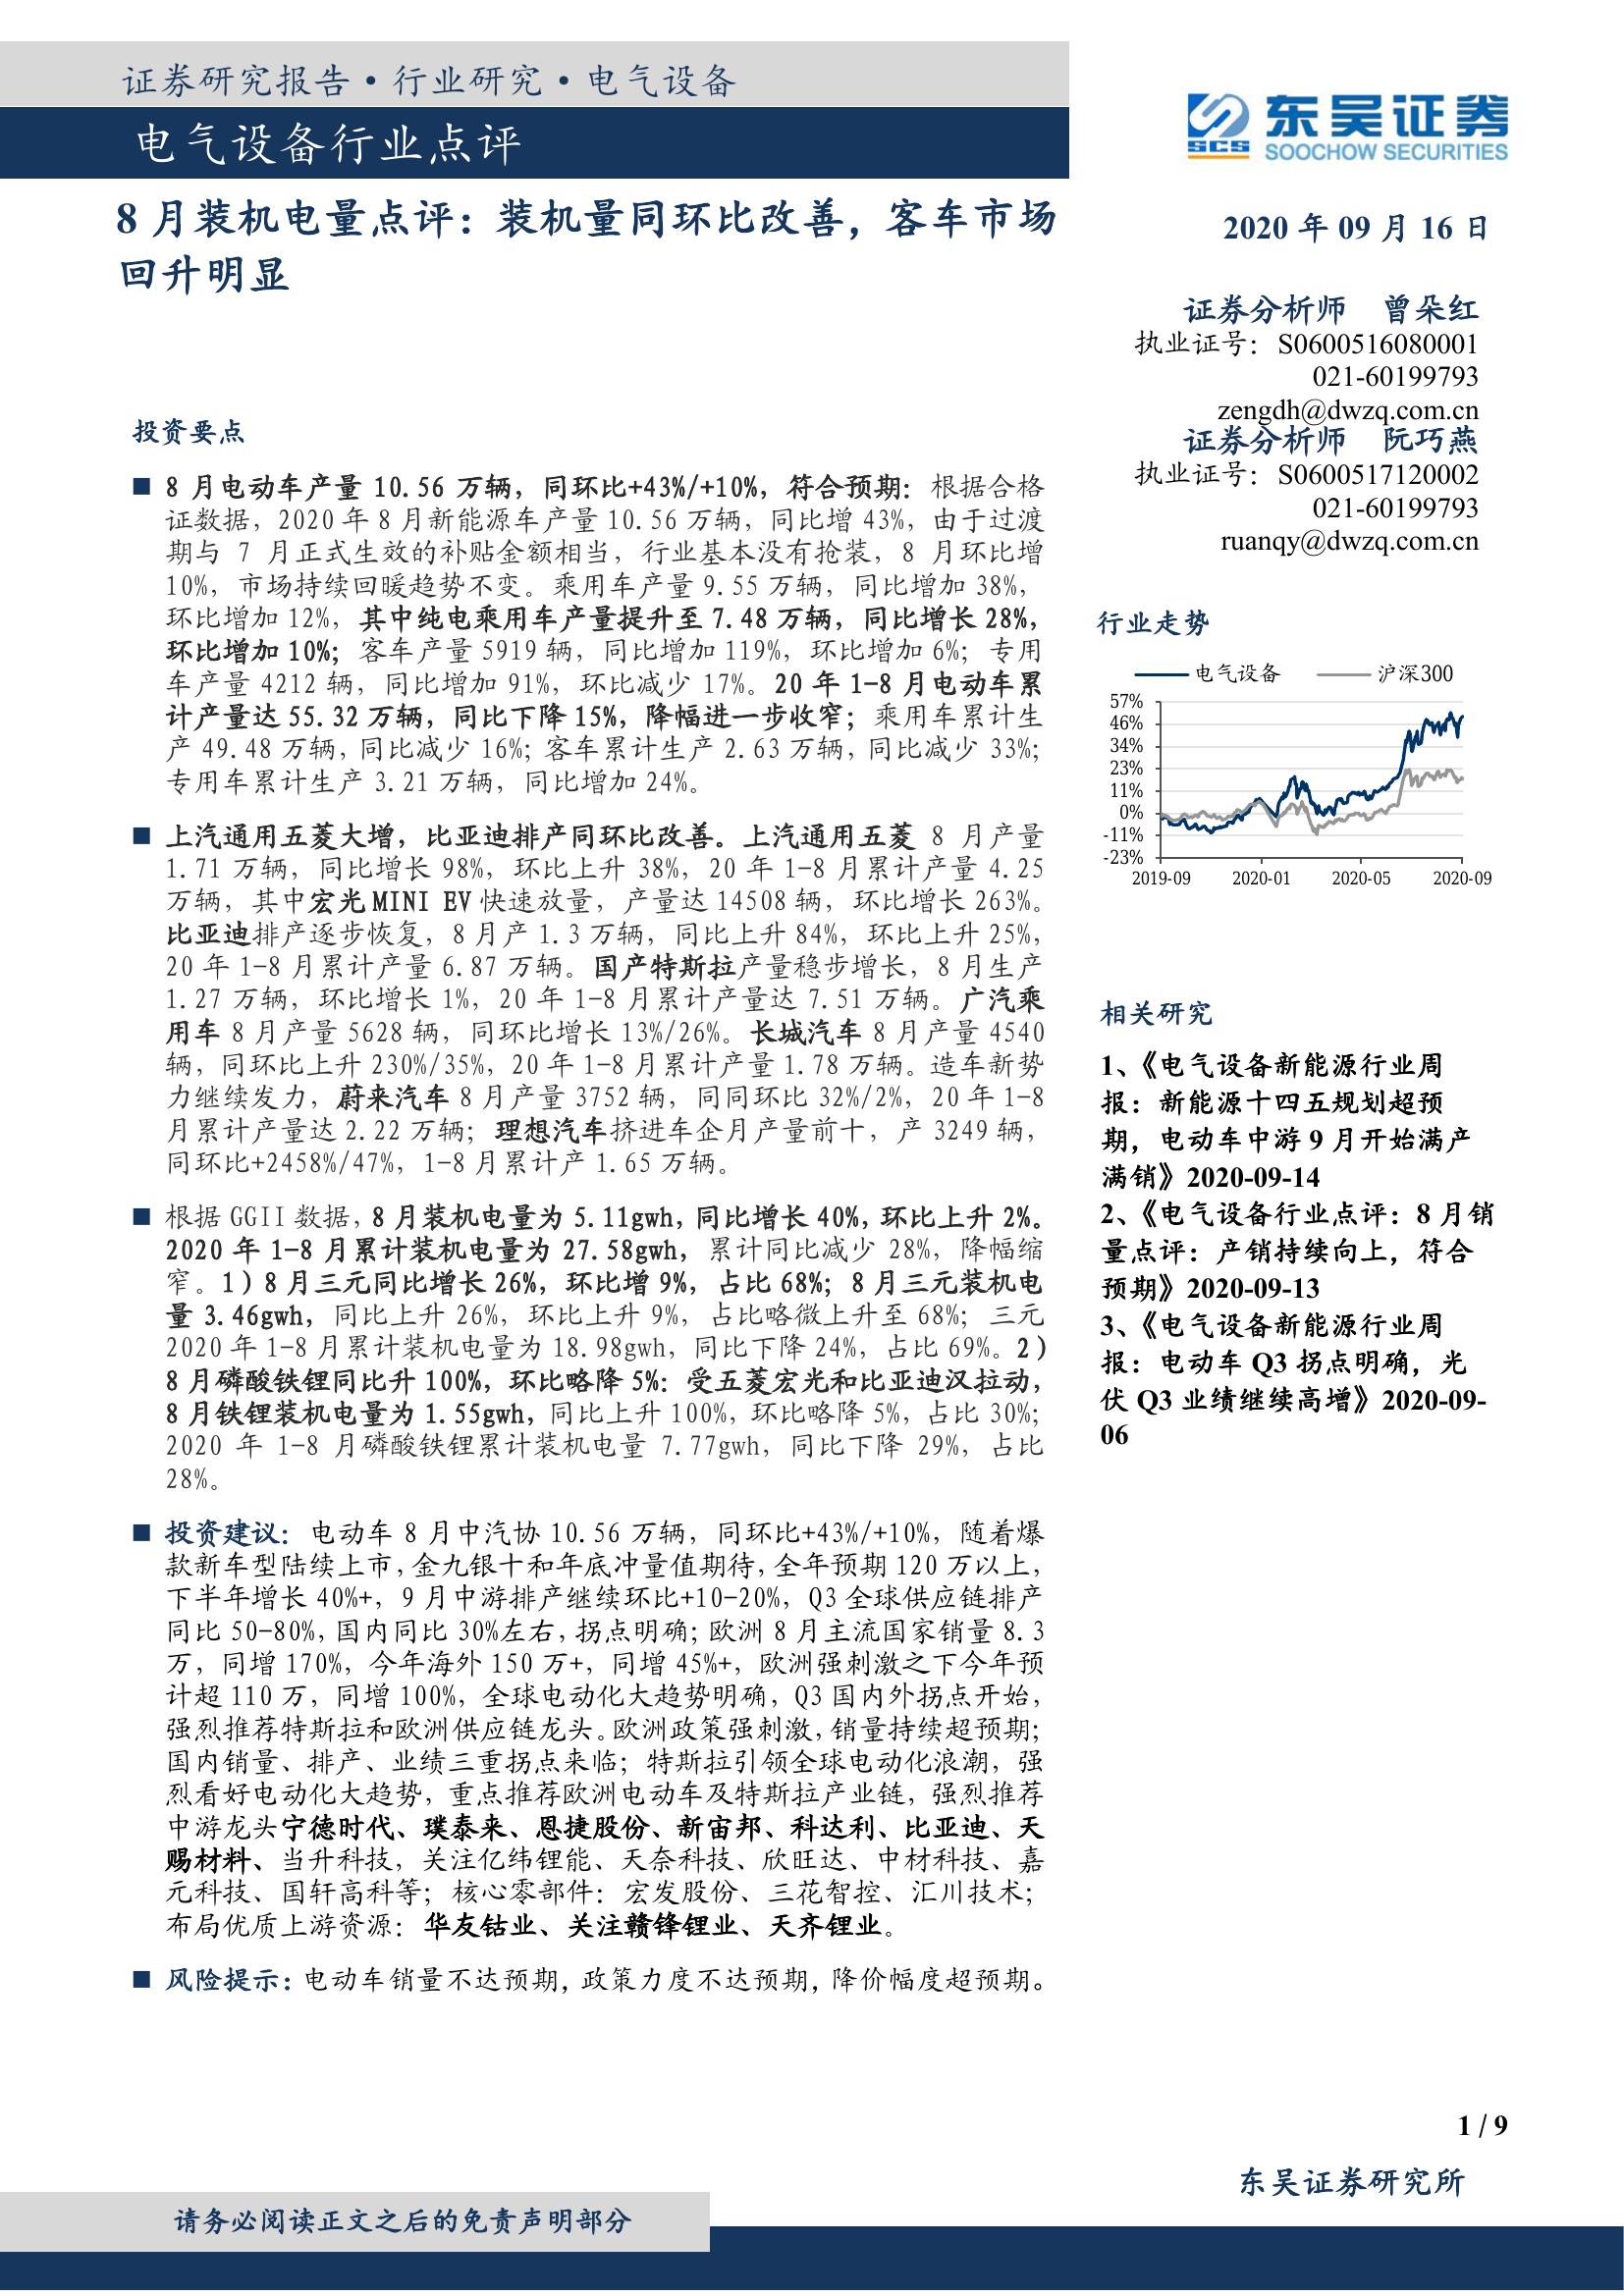 证券研究报告·行业研究·电气设备
电气设备行业点评
东吴证券
SCS
SOOCHOW SECURITIES
8 月装机电量点评：装机量同环比改善，客车市场
回升明显
2020 年 09 月 16 日
证券分析师 曾朵红
执业证号：S0600516080001
021-60199793
zengdh@dwzq.com.cn
证券分析师 阮巧燕
执业证号：S0600517120002
021-60199793
ruanqy@dwzq.com.cn
投资要点
■ 8 月电动车产量 10.56 万辆，同环比+43%/+10%，符合预期：根据合格
证数据，2020 年 8 月新能源车产量 10.56 万辆，同比增 43%，由于过渡
期与 7 月正式生效的补贴金额相当，行业基本没有抢装，8 月环比增
10%，市场持续回暖趋势不变。乘用车产量 9.55 万辆，同比增加 38%，
环比增加 12%，其中纯电乘用车产量提升至 7.48 万辆，同比增长 28%，
环比增加 10%；客车产量 5919 辆，同比增加 119%，环比增加 6%；专用
车产量 4212 辆，同比增加 91%，环比减少 17%。20 年 1-8 月电动车累
计产量达 55.32 万辆，同比下降 15%，降幅进一步收窄；乘用车累计生
产 49.48 万辆，同比减少 16%；客车累计生产 2.63 万辆，同比减少 33%；
专用车累计生产 3.21 万辆，同比增加 24%。
■ 上汽通用五菱大增，比亚迪排产同环比改善。上汽通用五菱 8 月产量
1.71 万辆，同比增长 98%，环比上升 38%，20 年 1-8 月累计产量 4.25
万辆，其中宏光 MINI EV 快速放量，产量达 14508 辆，环比增长 263%。
比亚迪排产逐步恢复，8 月产 1.3 万辆，同比上升 84%，环比上升 25%，
20 年 1-8 月累计产量 6.87 万辆。国产特斯拉产量稳步增长，8 月生产
1.27 万辆，环比增长 1%，20 年 1-8 月累计产量达 7.51 万辆。广汽乘
用车 8 月产量 5628 辆，同环比增长 13%/26%。长城汽车 8 月产量 4540
辆，同环比上升 230%/35%，20 年 1-8 月累计产量 1.78 万辆。造车新势
力继续发力，蔚来汽车 8 月产量 3752 辆，同同环比 32%/2%，20 年 1-8
月累计产量达 2.22 万辆；理想汽车挤进车企月产量前十，产 3249 辆，
同环比+2458%/47%，1-8 月累计产 1.65 万辆。
■ 根据 GGII 数据，8 月装机电量为 5.11gwh，同比增长 40%，环比上升 2%。
2020 年 1-8 月累计装机电量为 27.58gwh，累计同比减少 28%，降幅缩
窄。1）8 月三元同比增长 26%，环比增 9%，占比 68%；8 月三元装机电
量 3.46gwh，同比上升 26%，环比上升 9%，占比略微上升至 68%；三元
2020 年 1-8 月累计装机电量为 18.98gwh，同比下降 24%，占比 69%。2）
8 月磷酸铁锂同比升 100%，环比略降 5%：受五菱宏光和比亚迪汉拉动，
8 月铁锂装机电量为 1.55gwh，同比上升 100%，环比略降 5%，占比 30%；
2020 年 1-8 月磷酸铁锂累计装机电量 7.77gwh，同比下降 29%，占比
28%。
■ 投资建议：电动车 8 月中汽协 10.56 万辆，同环比+43%/+10%，随着爆
款新车型陆续上市，金九银十和年底冲量值期待，全年预期 120 万以上，
下半年增长 40%+，9 月中游排产继续环比+10-20%，Q3 全球供应链排产
同比 50-80%，国内同比 30%左右，拐点明确；欧洲 8 月主流国家销量 8.3
万，同增 170%，今年海外 150 万+，同增 45%+，欧洲强刺激之下今年预
计超 110 万，同增 100%，全球电动化大趋势明确，Q3 国内外拐点开始，
强烈推荐特斯拉和欧洲供应链龙头。欧洲政策强刺激，销量持续超预期；
国内销量、排产、业绩三重拐点来临；特斯拉引领全球电动化浪潮，强
烈看好电动化大趋势，重点推荐欧洲电动车及特斯拉产业链，强烈推荐
中游龙头宁德时代、璞泰来、恩捷股份、新宙邦、科达利、比亚迪、天
赐材料、当升科技，关注亿纬锂能、天奈科技、欣旺达、中材科技、嘉
元科技、国轩高科等；核心零部件：宏发股份、三花智控、汇川技术；
布局优质上游资源：华友钴业、关注赣锋锂业、天齐锂业。
■ 风险提示：电动车销量不达预期，政策力度不达预期，降价幅度超预期。
行业走势
电气设备 沪深300
57%
46%
34%
23%
11%
0%
-11%
-23%
2019-09 2020-01 2020-05 2020-09
相关研究
1、《电气设备新能源行业周
报：新能源十四五规划超预
期，电动车中游 9 月开始满产
满销》2020-09-14
2、《电气设备行业点评：8 月销
量点评：产销持续向上，符合
预期》2020-09-13
3、《电气设备新能源行业周
报：电动车 Q3 拐点明确，光
伏 Q3 业绩继续高增》2020-09-
06
1 / 9
东吴证券研究所
请务必阅读正文之后的免责声明部分